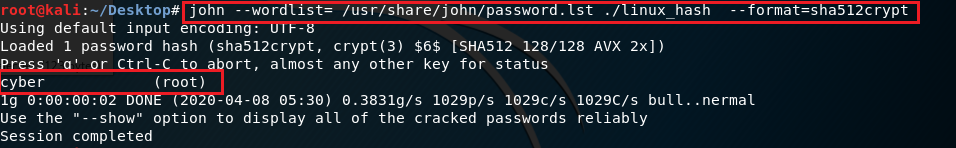 root@kali:~/Desktop# john --wordlist= /usr/share/john/password.lst ./linux_hash  --format=sha512crypt
Using default input encoding: UTF-8
Loaded 1 password hash (sha512crypt, crypt(3) $6$ [SHA512 128/128 AVX 2x])
Press 'q' or Ctrl-C to abort, almost any other key for status
cyber            (root)
1g 0:00:00:02 DONE (2020-04-08 05:30) 0.3831g/s 1029p/s 1029c/s 1029C/s bull..nermal
Use the "--show" option to display all of the cracked passwords reliably
Session completed